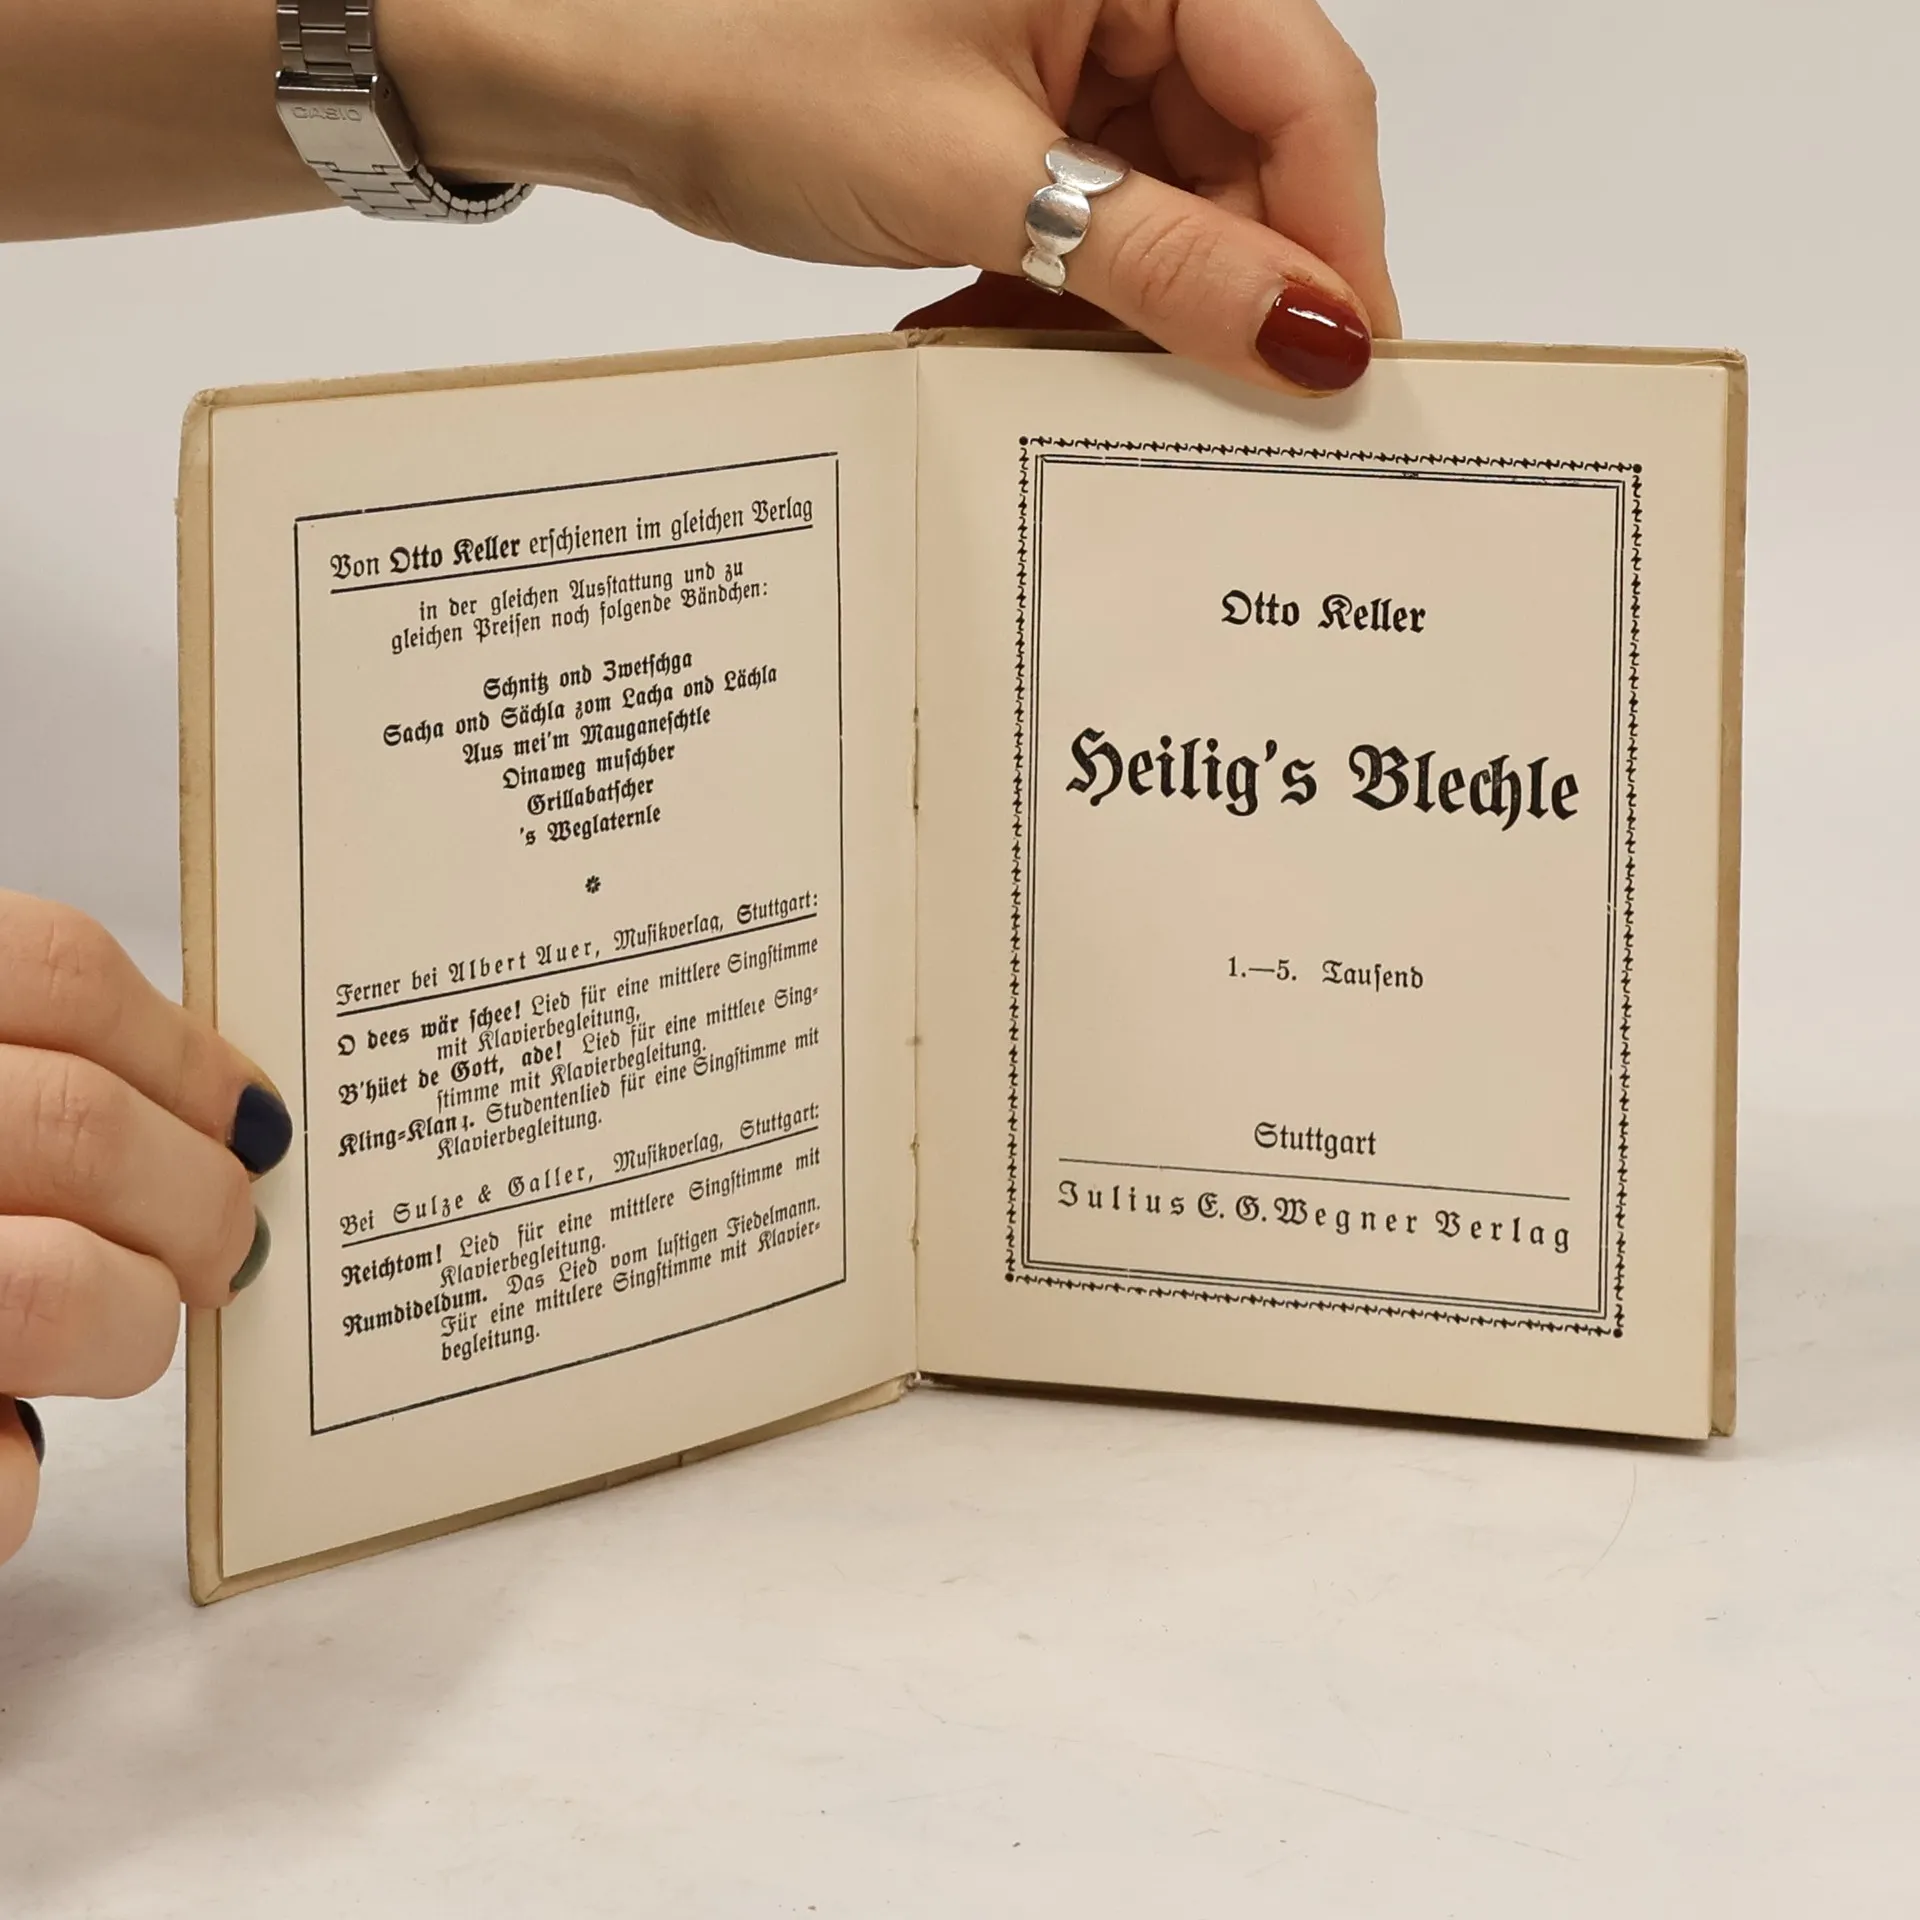 CASIO
Von Otto Keller erschienen im gleichen Verlag
in der gleichen Ausstattung und zu
gleichen Preisen noch folgende Bändchen:
Schnitz ond Zwetschga
Sacha ond Sächla zom Lacha ond Lächla
Aus mei'm Mauganeschtle
Oinaweg muschber
Grillabatscher
's Weglaternle
*
Ferner bei Albert Auer, Musikverlag, Stuttgart:
O dees wär schee! Lied für eine mittlere Singstimme
mit Klavierbegleitung,
B'hüet de Gott, ade! Lied für eine mittlere Sing-
stimme mit Klavierbegleitung.
Kling-Klang. Studentenlied für eine Singstimme mit
Klavierbegleitung.
Bei Sulze & Galler, Musikverlag, Stuttgart:
Reichtom! Lied für eine mittlere Singstimme mit
Klavierbegleitung.
Rumdideldum. Das Lied vom lustigen Fiedelmann.
Für eine mittlere Singstimme mit Klavier-
begleitung.
Otto Keller
Heilig's Blechle
1.—5. Tausend
Stuttgart
Julius E. G. Wegner Verlag